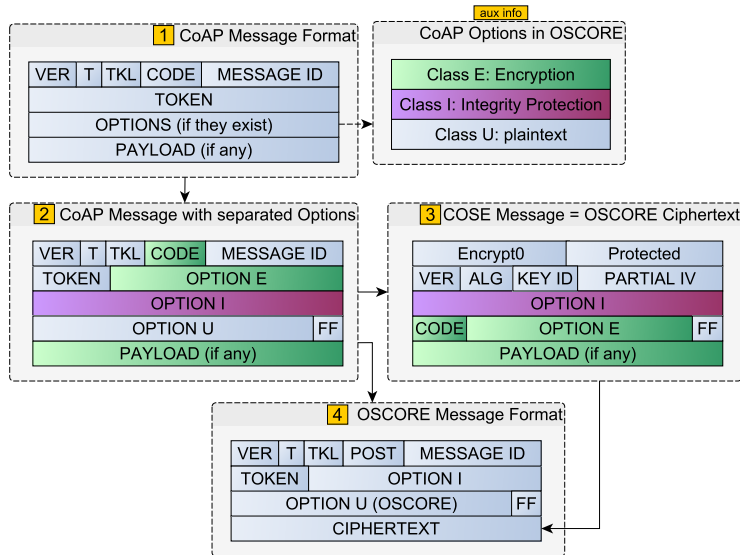 aux info
1 CoAP Message Format
CoAP Options in OSCORE
VER T TKL CODE MESSAGE ID
TOKEN
OPTIONS (if they exist)
PAYLOAD (if any)
Class E: Encryption
Class I: Integrity Protection
Class U: plaintext
2 CoAP Message with separated Options
VER T TKL CODE MESSAGE ID
TOKEN OPTION E
OPTION I
OPTION U FF
PAYLOAD (if any)
3 COSE Message = OSCORE Ciphertext
Encrypt0 Protected
VER ALG KEY ID PARTIAL IV
OPTION I
CODE OPTION E FF
PAYLOAD (if any)
4 OSCORE Message Format
VER T TKL POST MESSAGE ID
TOKEN OPTION I
OPTION U (OSCORE) FF
CIPHERTEXT